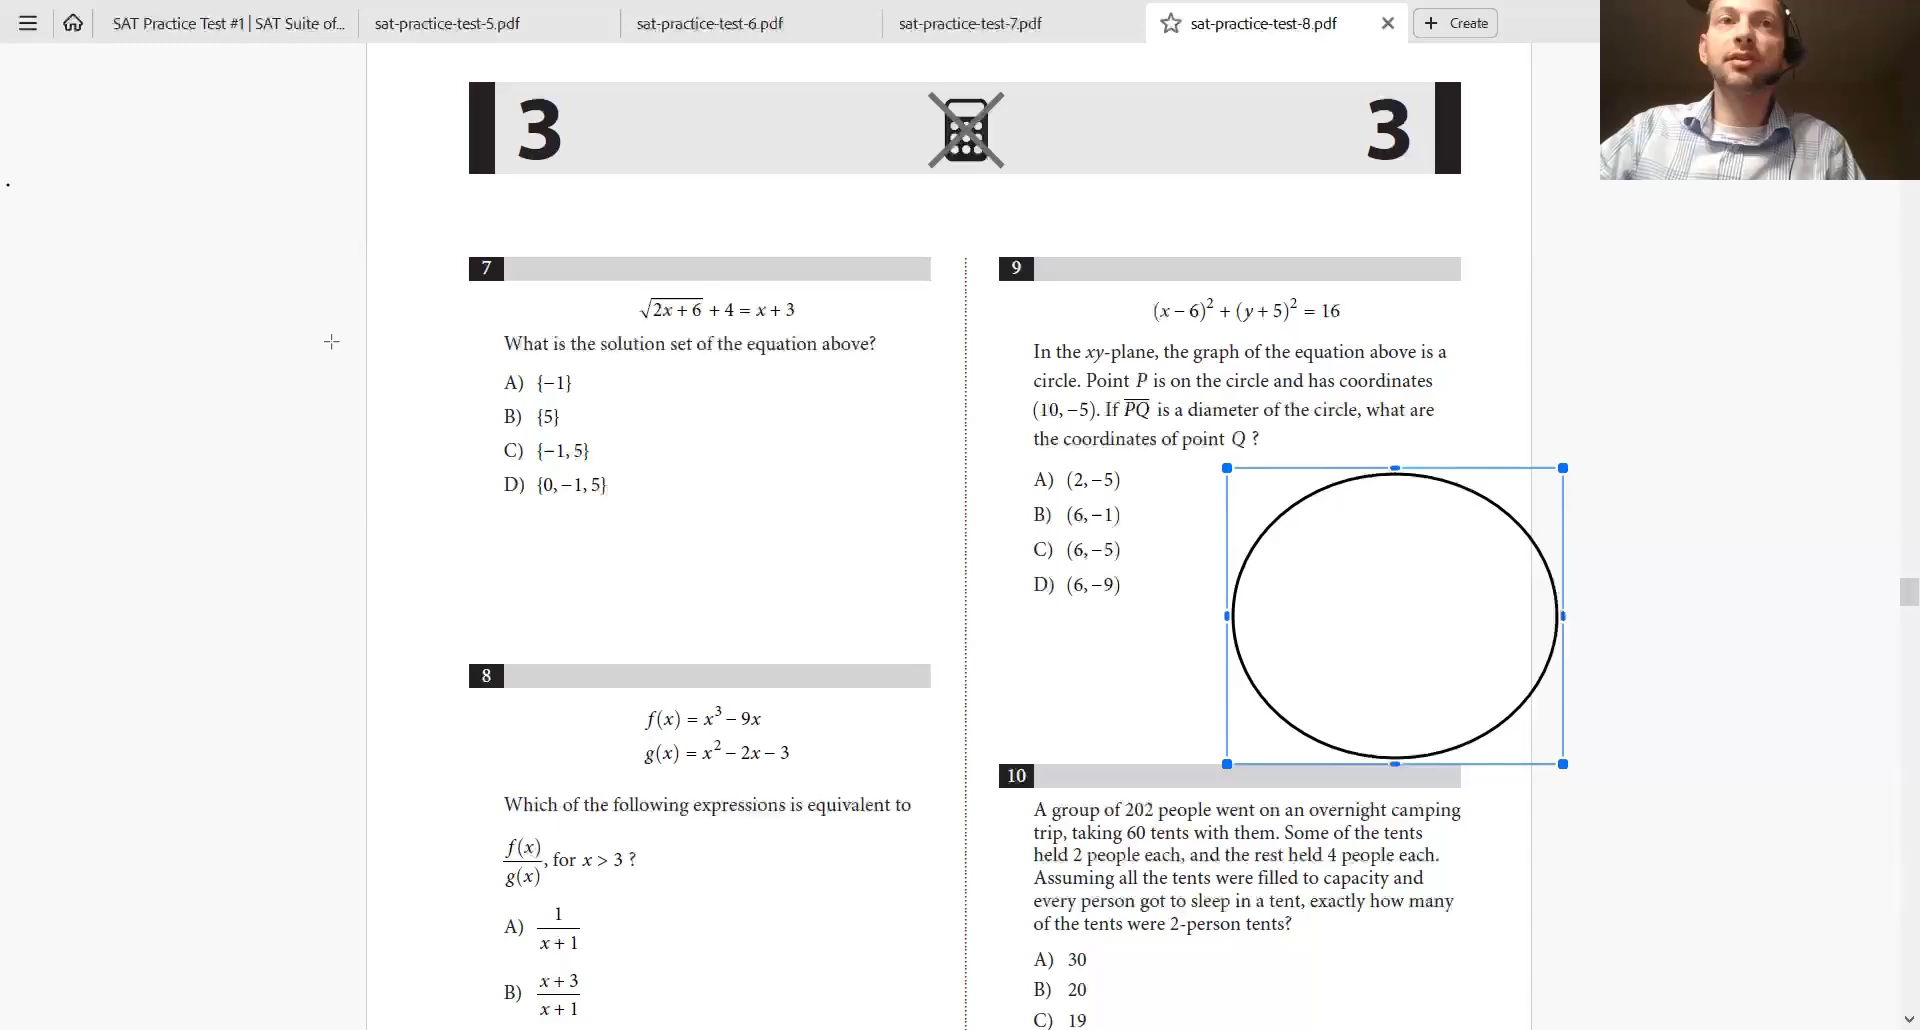 SAT Practice Test #1 | SAT Suite of...
sat-practice-test-5.pdf
sat-practice-test-6.pdf
sat-practice-test-7.pdf
sat-practice-test-8.pdf
+ Create
3
3
7
√(2x + 6) + 4 = x + 3
What is the solution set of the equation above?
A) {−1}
B) {5}
C) {−1, 5}
D) {0, −1, 5}
8
f(x) = x³ − 9x
g(x) = x² − 2x − 3
Which of the following expressions is equivalent to
f(x)/g(x), for x > 3 ?
A) 1/(x + 1)
B) (x + 3)/(x + 1)
9
(x − 6)² + (y + 5)² = 16
In the xy-plane, the graph of the equation above is a
circle. Point P is on the circle and has coordinates
(10, −5). If P̅Q̅ is a diameter of the circle, what are
the coordinates of point Q ?
A) (2, −5)
B) (6, −1)
C) (6, −5)
D) (6, −9)
10
A group of 202 people went on an overnight camping
trip, taking 60 tents with them. Some of the tents
held 2 people each, and the rest held 4 people each.
Assuming all the tents were filled to capacity and
every person got to sleep in a tent, exactly how many
of the tents were 2-person tents?
A) 30
B) 20
C) 19